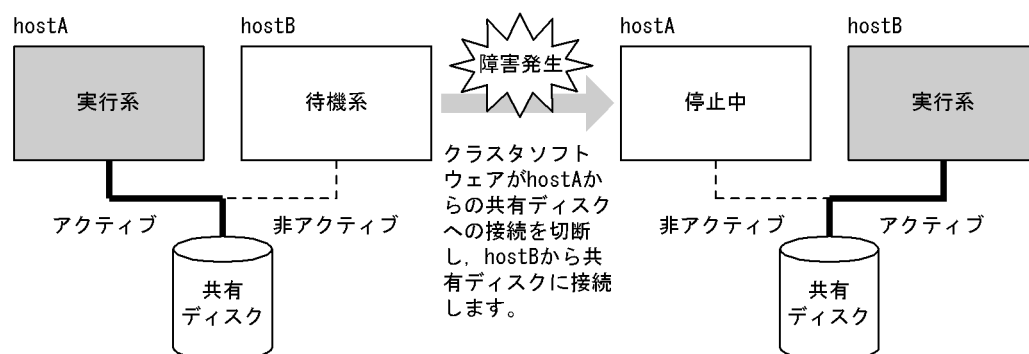 hostA
hostB
実行系
待機系
アクティブ
非アクティブ
共有
ディスク
障害発生
クラスタソフト
ウェアがhostAか
らの共有ディスク
への接続を切断
し，hostBから共
有ディスクに接続
します。
hostA
hostB
停止中
実行系
非アクティブ
アクティブ
共有
ディスク